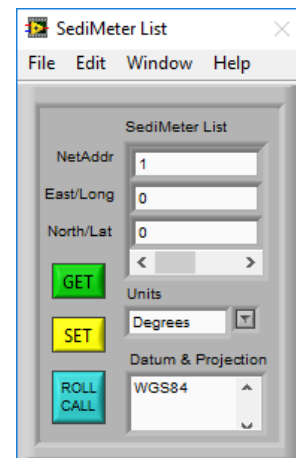 SediMeter List
File Edit Window Help
SediMeter List
NetAddr 1
East/Long 0
North/Lat 0
GET
Units
SET
Degrees
Datum & Projection
ROLL
CALL
WGS84